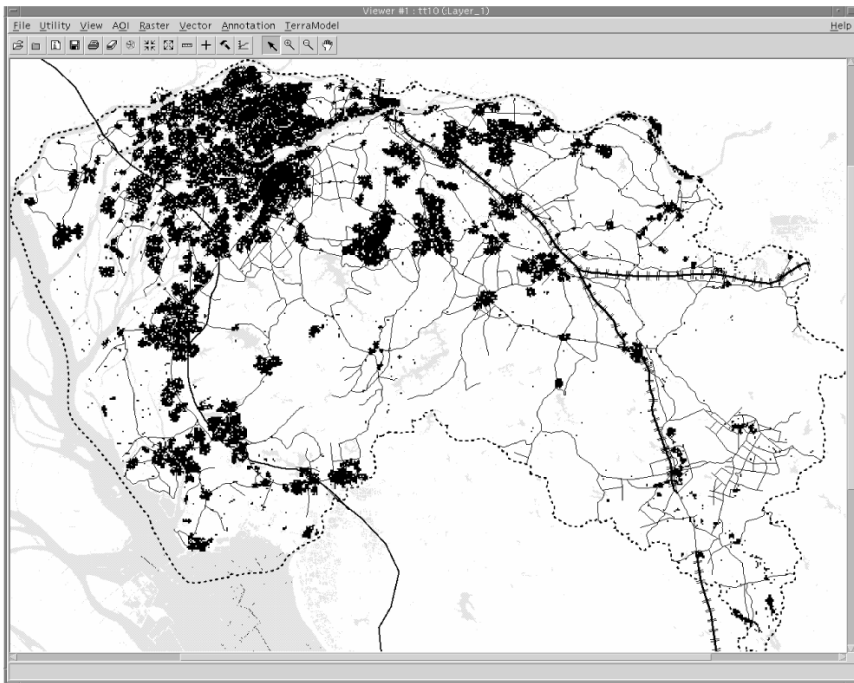 Viewer #1 : tt10 (Layer_1)
File Utility View AOI Raster Vector Annotation TerraModel Help